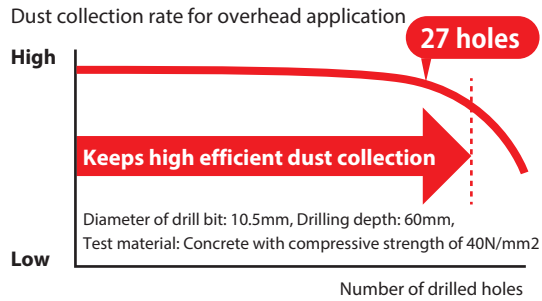 Dust collection rate for overhead application
27 holes
High
Keeps high efficient dust collection
Diameter of drill bit: 10.5mm, Drilling depth: 60mm,
Test material: Concrete with compressive strength of 40N/mm2
Low
Number of drilled holes